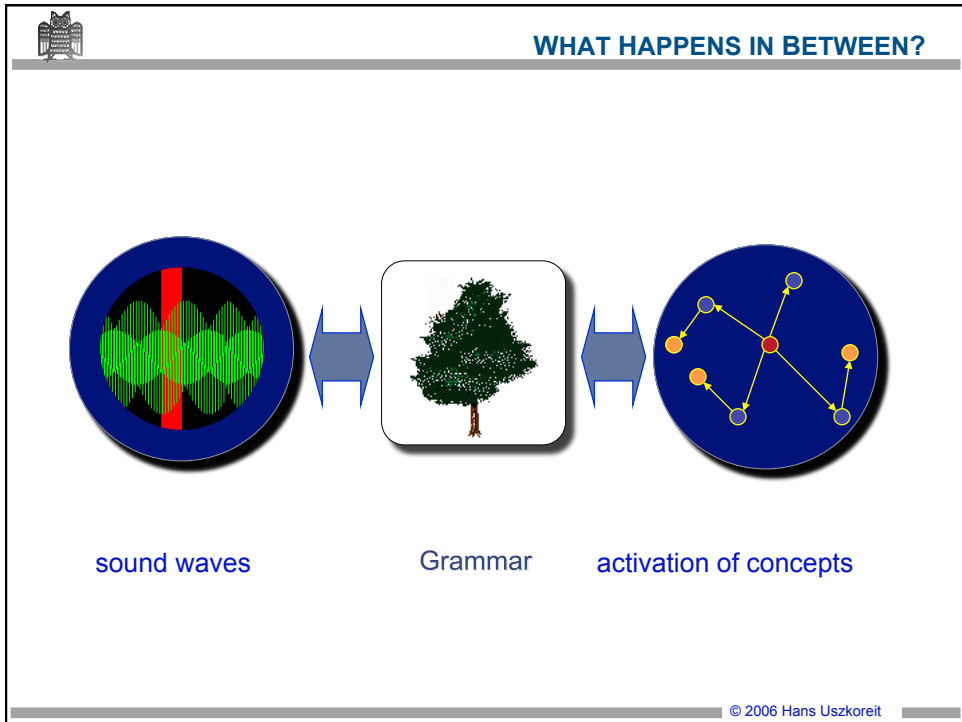 WHAT HAPPENS IN BETWEEN?
sound waves
Grammar
activation of concepts
© 2006 Hans Uszkoreit